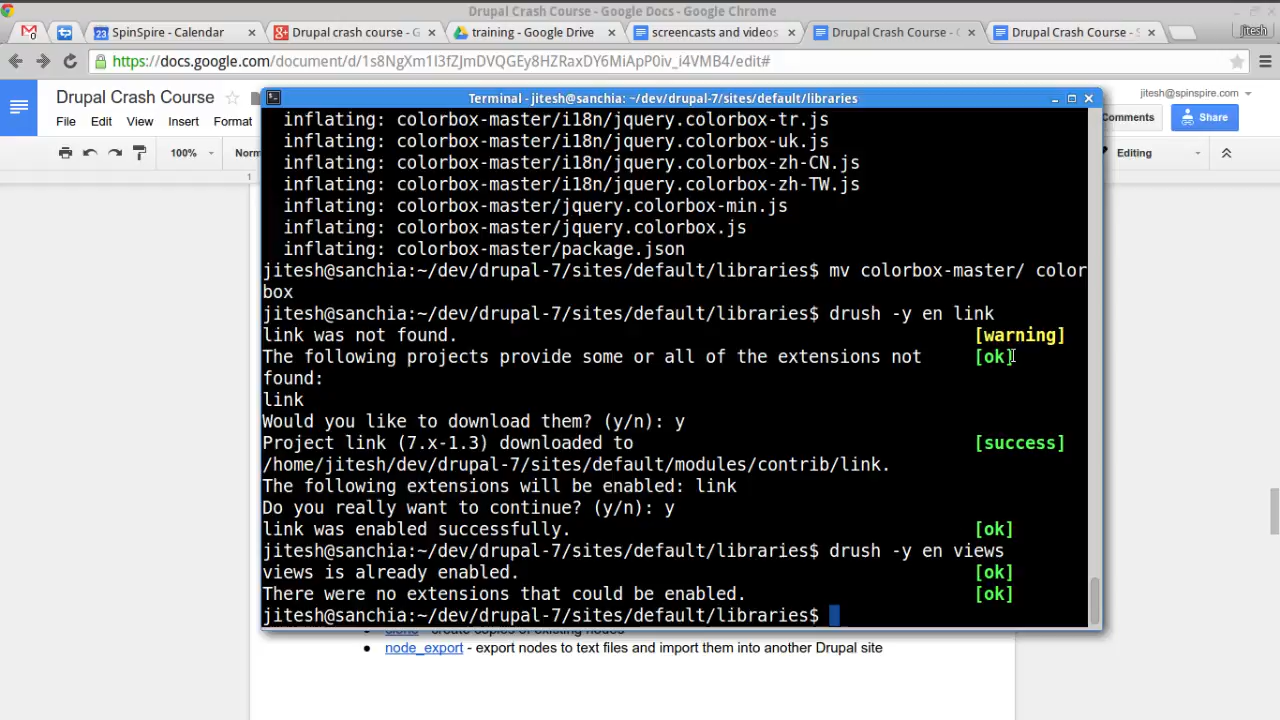 Drupal Crash Course - Google Docs - Google Chrome
SpinSpire - Calendar × Drupal crash course - G × training - Google Drive × screencasts and videos × Drupal Crash Course - × Drupal Crash Course - S × jitesh
https://docs.google.com/document/d/1s8NgXm1I3fZJmDVQGEy8HZRaxDY6MiApP0iv_i4VMB4/edit#
Drupal Crash Course
jitesh@spinspire.com
File Edit View Insert Format
Comments Share
100% Norm
Editing
1
Terminal - jitesh@sanchia: ~/dev/drupal-7/sites/default/libraries
inflating: colorbox-master/i18n/jquery.colorbox-tr.js
inflating: colorbox-master/i18n/jquery.colorbox-uk.js
inflating: colorbox-master/i18n/jquery.colorbox-zh-CN.js
inflating: colorbox-master/i18n/jquery.colorbox-zh-TW.js
inflating: colorbox-master/jquery.colorbox-min.js
inflating: colorbox-master/jquery.colorbox.js
inflating: colorbox-master/package.json
jitesh@sanchia:~/dev/drupal-7/sites/default/libraries$ mv colorbox-master/ color
box
jitesh@sanchia:~/dev/drupal-7/sites/default/libraries$ drush -y en link
link was not found. [warning]
The following projects provide some or all of the extensions not [ok]
found:
link
Would you like to download them? (y/n): y
Project link (7.x-1.3) downloaded to [success]
/home/jitesh/dev/drupal-7/sites/default/modules/contrib/link.
The following extensions will be enabled: link
Do you really want to continue? (y/n): y
link was enabled successfully. [ok]
jitesh@sanchia:~/dev/drupal-7/sites/default/libraries$ drush -y en views
views is already enabled. [ok]
There were no extensions that could be enabled. [ok]
jitesh@sanchia:~/dev/drupal-7/sites/default/libraries$
clone - create copies of existing nodes
● node_export - export nodes to text files and import them into another Drupal site